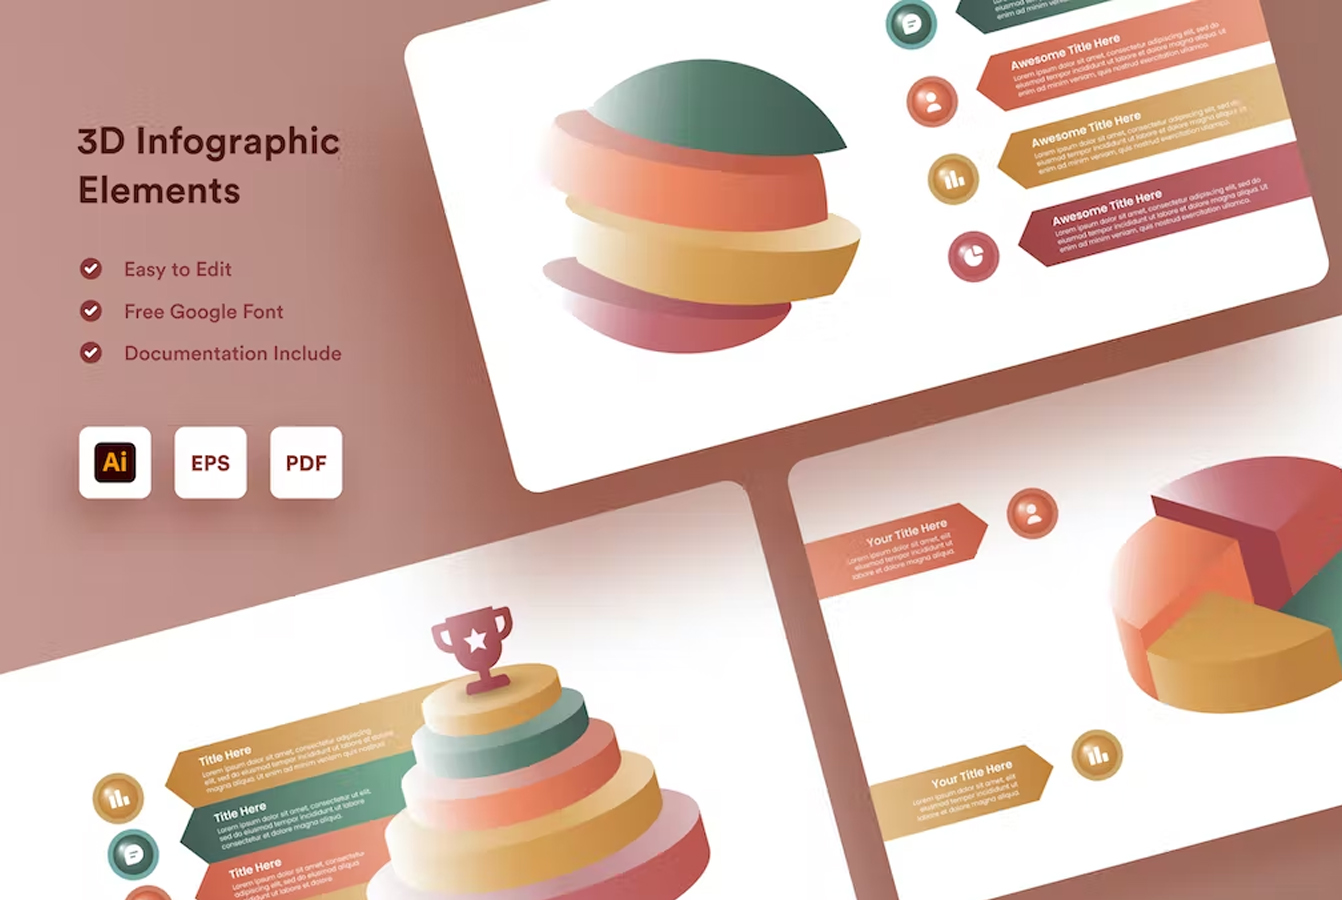 3D Infographic
Elements
Easy to Edit
Free Google Font
Documentation Include
Ai
EPS
PDF
enim ad minim veniam, quis nostrud
Awesome Title Here
Lorem ipsum dolor sit amet, consectetur adipiscing elit, sed do
eiusmod tempor incididunt ut labore et dolore magna aliqua. Ut
enim ad minim veniam, quis nostrud exercitation ullamco.
Awesome Title Here
Lorem ipsum dolor sit amet, consectetur adipiscing elit, sed do
eiusmod tempor incididunt ut labore et dolore magna aliqua. Ut
enim ad minim veniam, quis nostrud exercitation ullamco.
Awesome Title Here
Lorem ipsum dolor sit amet, consectetur adipiscing elit, sed do
eiusmod tempor incididunt ut labore et dolore magna aliqua. Ut
enim ad minim veniam, quis nostrud exercitation ullamco.
Your Title Here
Lorem ipsum dolor sit amet, elit
eiusmod tempor incididunt ut
labore et dolore magna aliqua.
Title Here
Lorem ipsum dolor sit amet, consectetur adipiscing
elit, sed do eiusmod tempor incididunt ut labore et dolore
magna aliqua. Ut enim ad minim veniam, quis nostrud
Title Here
Lorem ipsum dolor sit amet, consectetur ut elit,
sed do eiusmod tempor incididunt ut labore
consectetur et dolore magna aliqua.
Title Here
Lorem ipsum dolor sit amet, consectetur
adipiscing elit, sed do eiusmod tempor
incididunt ut labore et dolore.
Your Title Here
Lorem ipsum dolor sit amet, elit
eiusmod tempor incididunt ut
labore et dolore magna aliqua.